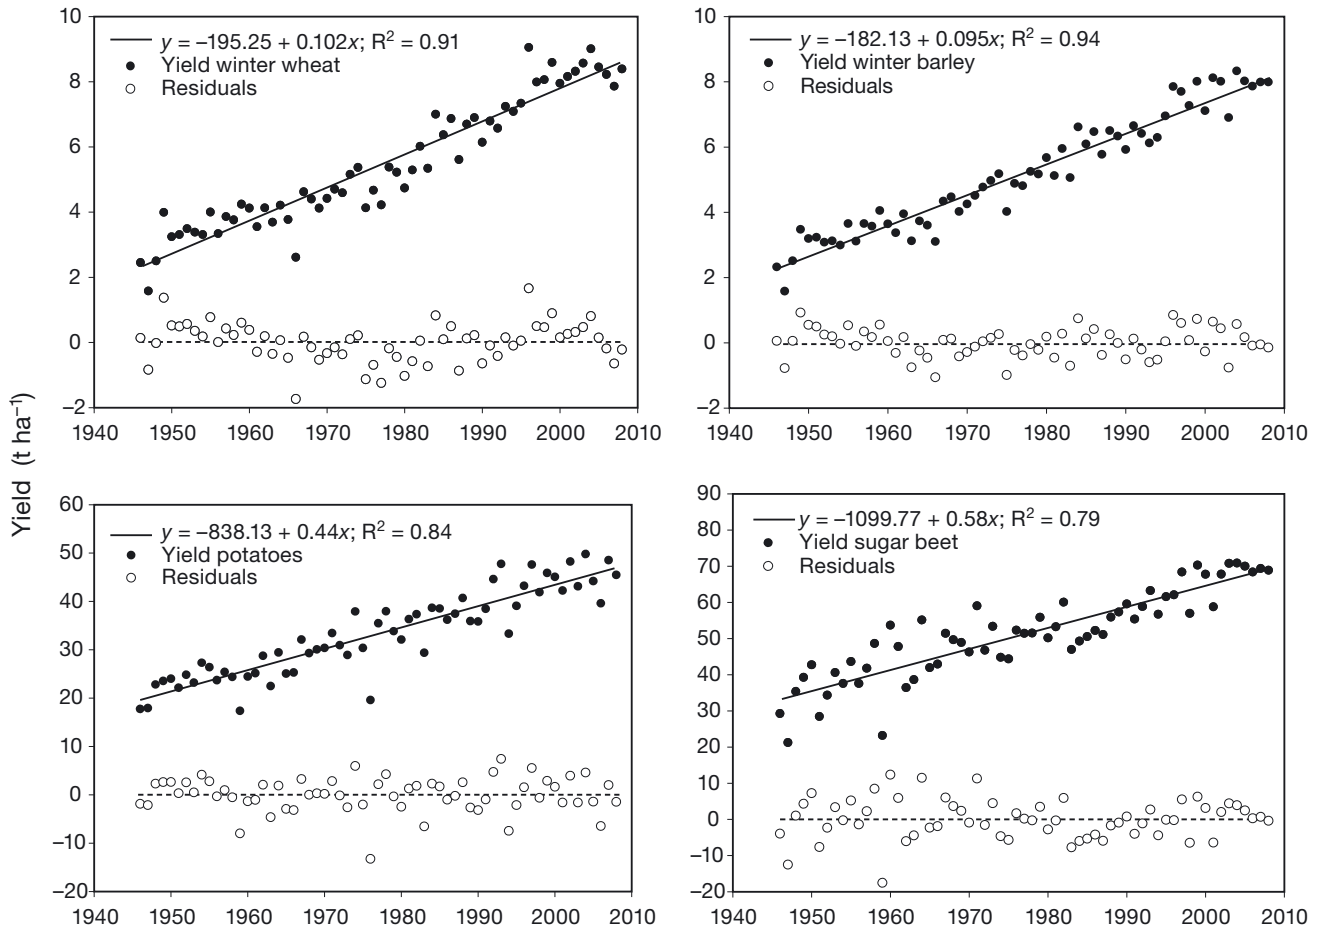 Yield (t ha⁻¹)
y = –195.25 + 0.102x; R² = 0.91
Yield winter wheat
Residuals
10
8
6
4
2
0
–2
1940 1950 1960 1970 1980 1990 2000 2010
y = –182.13 + 0.095x; R² = 0.94
Yield winter barley
Residuals
10
8
6
4
2
0
–2
1940 1950 1960 1970 1980 1990 2000 2010
y = –838.13 + 0.44x; R² = 0.84
Yield potatoes
Residuals
60
50
40
30
20
10
0
–10
–20
1940 1950 1960 1970 1980 1990 2000 2010
y = –1099.77 + 0.58x; R² = 0.79
Yield sugar beet
Residuals
90
80
70
60
50
40
30
20
10
0
–10
–20
1940 1950 1960 1970 1980 1990 2000 2010